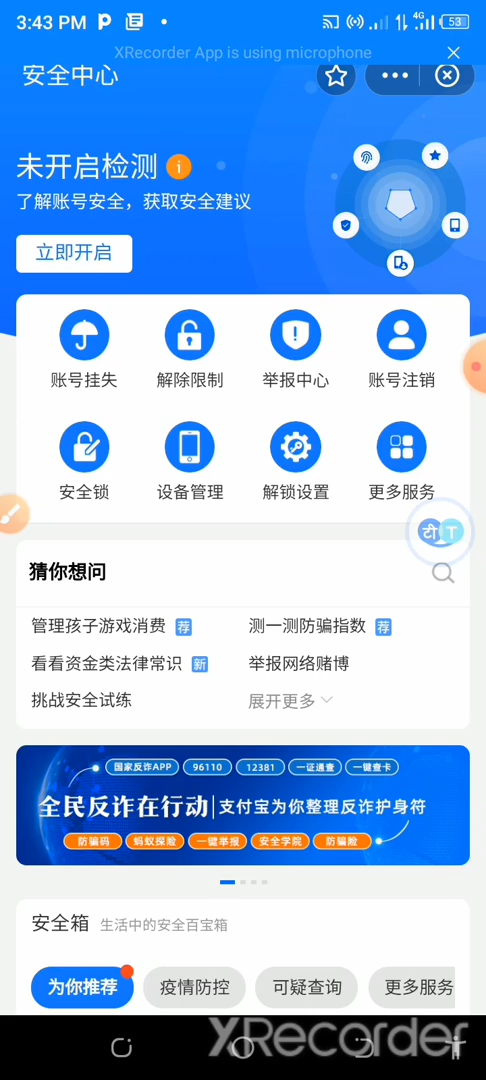 3:43 PM
4G
53
XRecorder App is using microphone
安全中心
未开启检测
了解账号安全，获取安全建议
立即开启
账号挂失 解除限制 举报中心 账号注销
安全锁 设备管理 解锁设置 更多服务
टी T
猜你想问
管理孩子游戏消费 荐 测一测防骗指数 荐
看看资金类法律常识 新 举报网络赌博
挑战安全试练 展开更多
国家反诈APP 96110 12381 一证通查 一键查卡
全民反诈在行动 支付宝为你整理反诈护身符
防骗码 蚂蚁探险 一键举报 安全学院 防骗险
安全箱 生活中的安全百宝箱
为你推荐 疫情防控 可疑查询 更多服务
XRecorder